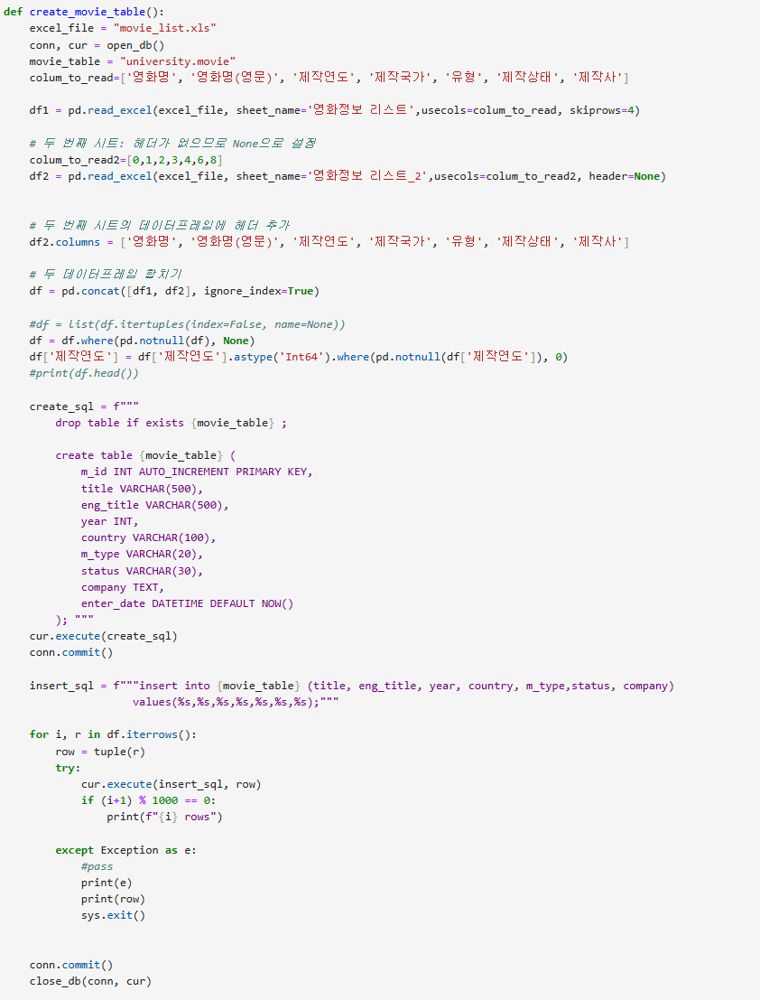 def create_movie_table():
    excel_file = "movie_list.xls"
    conn, cur = open_db()
    movie_table = "university.movie"
    colum_to_read=['영화명', '영화명(영문)', '제작연도', '제작국가', '유형', '제작상태', '제작사']
    df1 = pd.read_excel(excel_file, sheet_name='영화정보 리스트',usecols=colum_to_read, skiprows=4)
    # 두 번째 시트: 헤더가 없으므로 None으로 설정
    colum_to_read2=[0,1,2,3,4,6,8]
    df2 = pd.read_excel(excel_file, sheet_name='영화정보 리스트_2',usecols=colum_to_read2, header=None)
    # 두 번째 시트의 데이터프레임에 헤더 추가
    df2.columns = ['영화명', '영화명(영문)', '제작연도', '제작국가', '유형', '제작상태', '제작사']
    # 두 데이터프레임 합치기
    df = pd.concat([df1, df2], ignore_index=True)
    #df = list(df.itertuples(index=False, name=None))
    df = df.where(pd.notnull(df), None)
    df['제작연도'] = df['제작연도'].astype('Int64').where(pd.notnull(df['제작연도']), 0)
    #print(df.head())
    create_sql = f"""
        drop table if exists {movie_table} ;
        create table {movie_table} (
            m_id INT AUTO_INCREMENT PRIMARY KEY,
            title VARCHAR(500),
            eng_title VARCHAR(500),
            year INT,
            country VARCHAR(100),
            m_type VARCHAR(20),
            status VARCHAR(30),
            company TEXT,
            enter_date DATETIME DEFAULT NOW()
        ); """
    cur.execute(create_sql)
    conn.commit()
    insert_sql = f"""insert into {movie_table} (title, eng_title, year, country, m_type,status, company)
                    values(%s,%s,%s,%s,%s,%s,%s);"""
    for i, r in df.iterrows():
        row = tuple(r)
        try:
            cur.execute(insert_sql, row)
            if (i+1) % 1000 == 0:
                print(f"{i} rows")
        except Exception as e:
            #pass
            print(e)
            print(row)
            sys.exit()
    conn.commit()
    close_db(conn, cur)